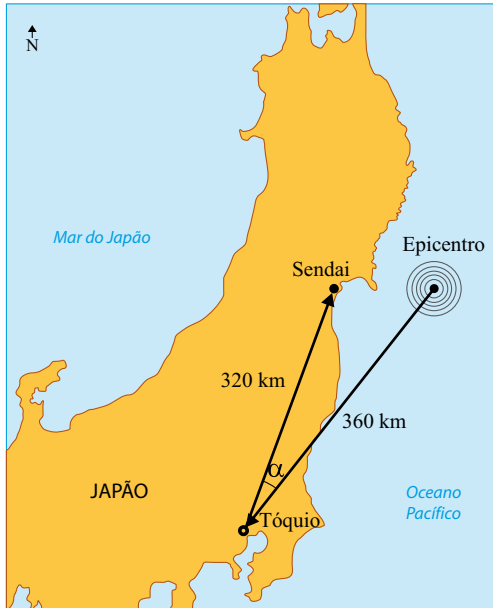 N
Mar do Japão
Epicentro
Sendai
320 km
360 km
α
JAPÃO
Oceano
Pacífico
Tóquio